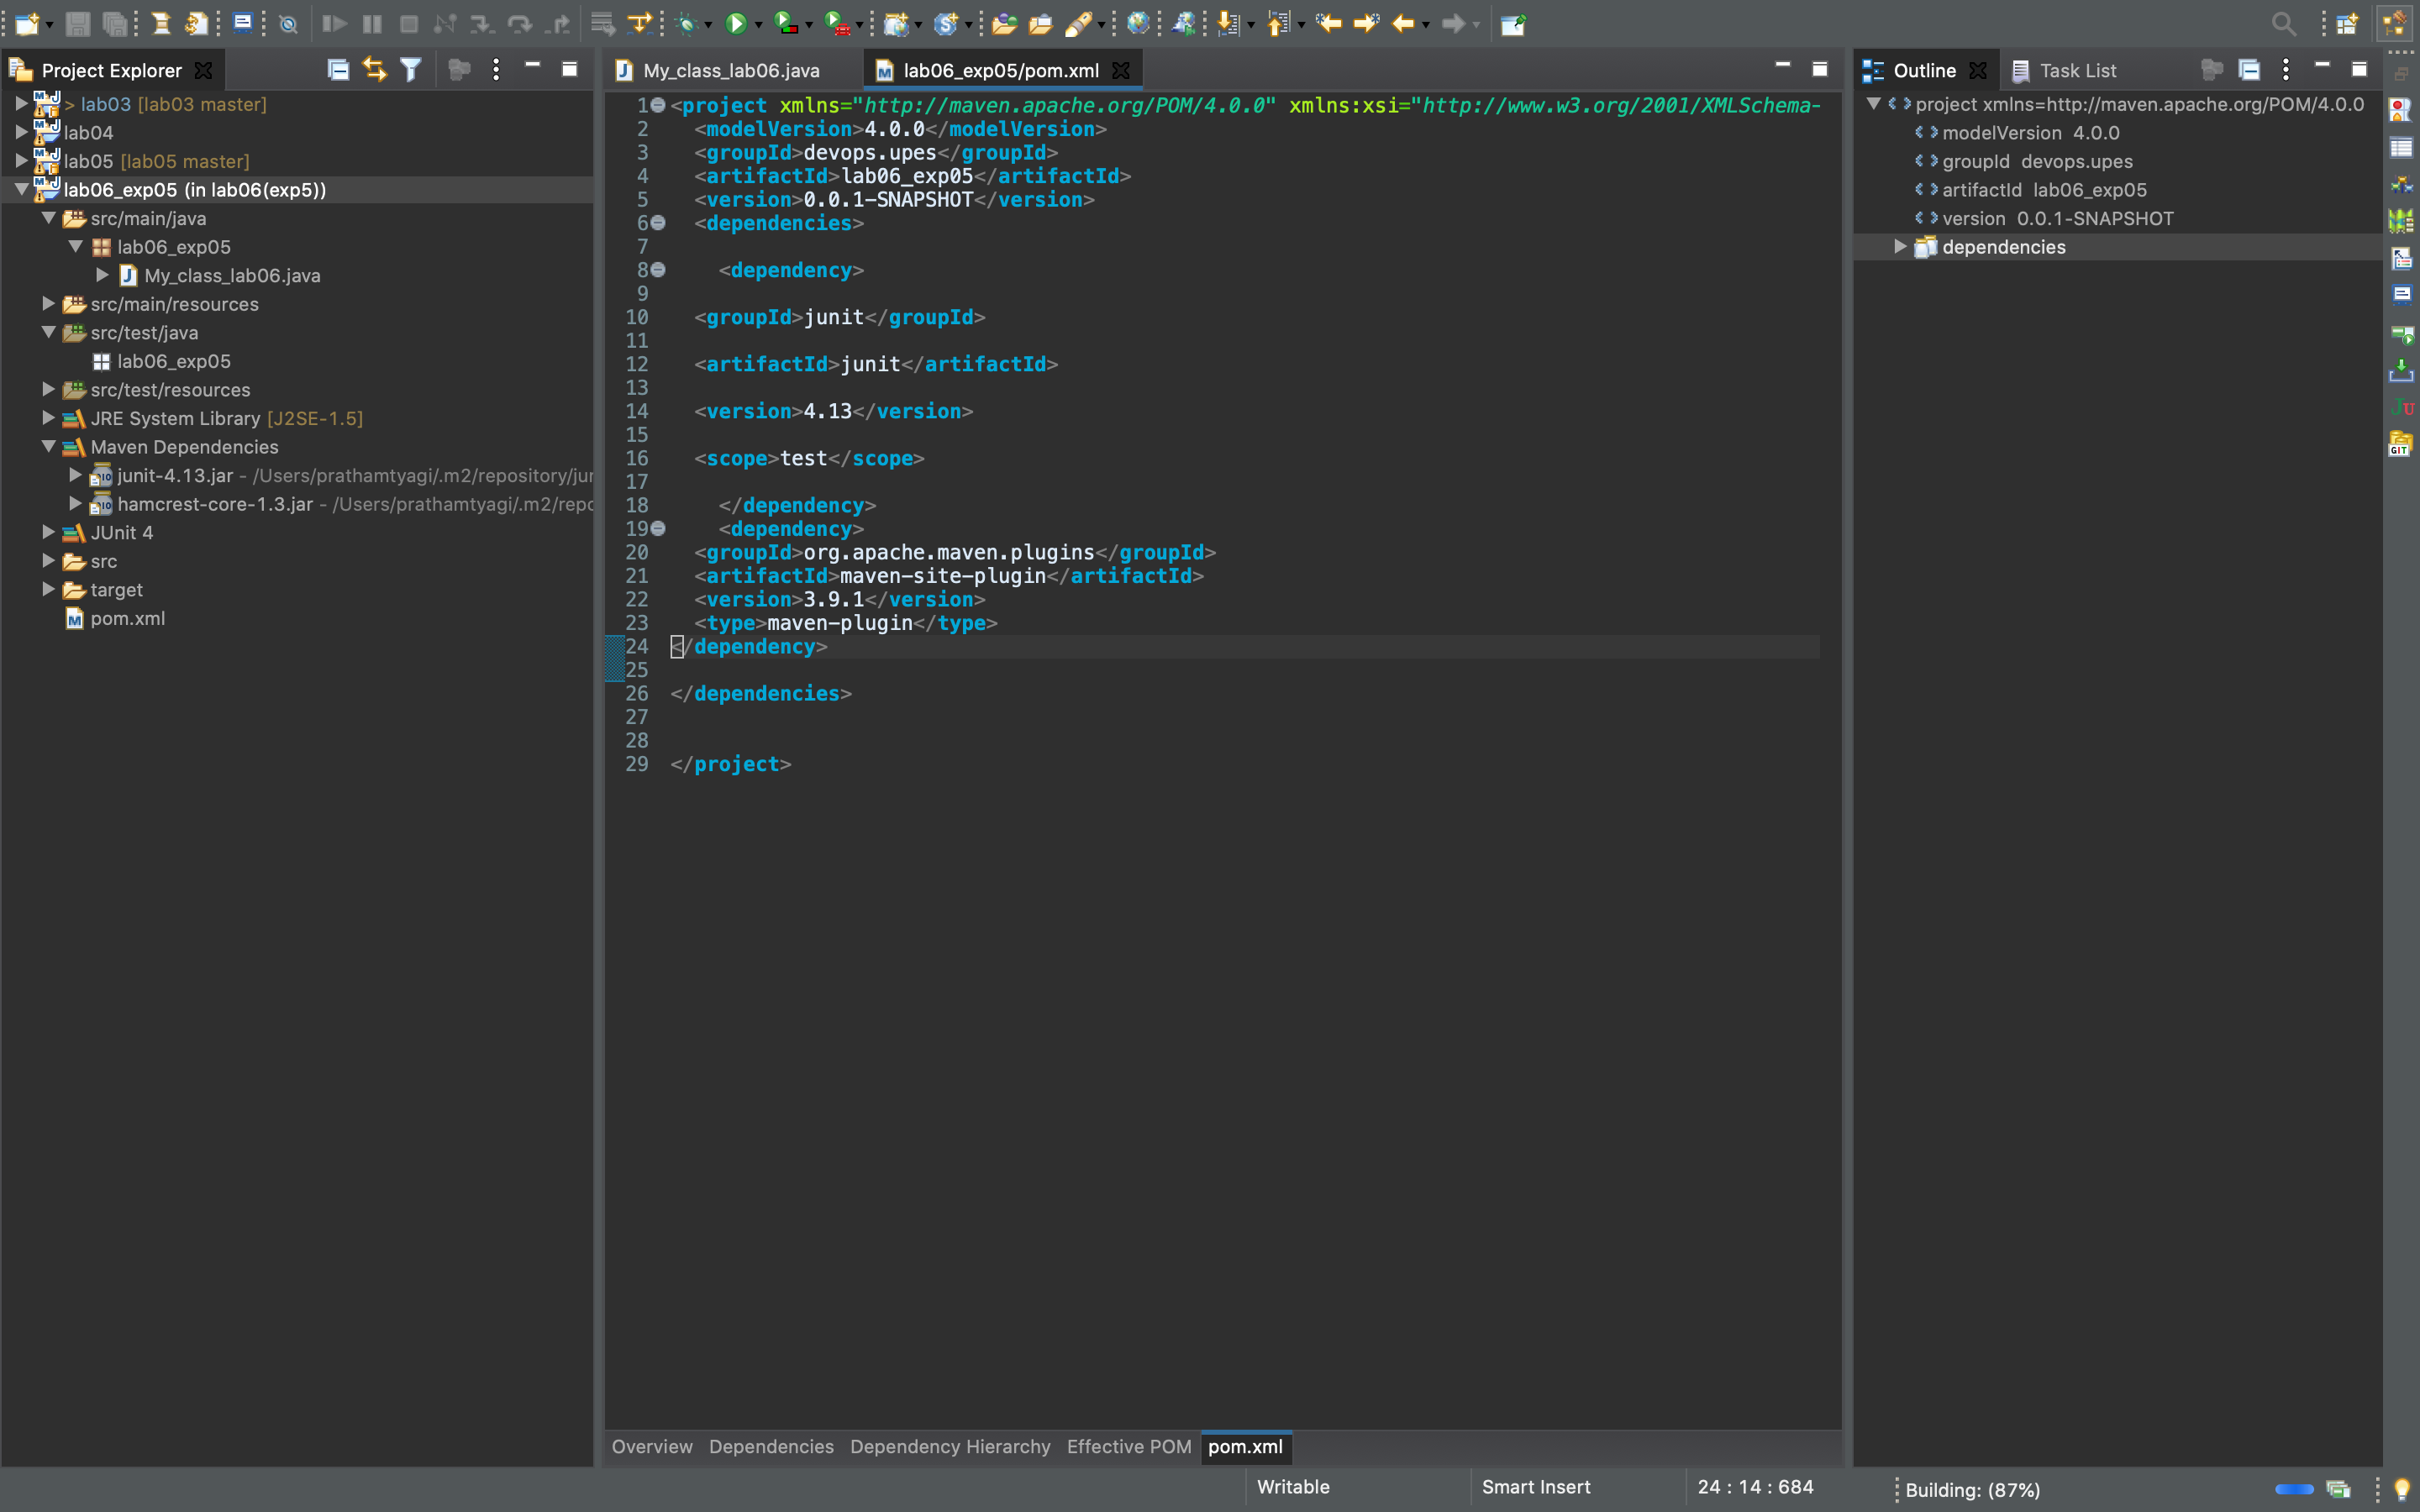 Project Explorer
> lab03 [lab03 master]
lab04
lab05 [lab05 master]
lab06_exp05 (in lab06(exp5))
src/main/java
lab06_exp05
My_class_lab06.java
src/main/resources
src/test/java
lab06_exp05
src/test/resources
JRE System Library [J2SE-1.5]
Maven Dependencies
junit-4.13.jar - /Users/prathamtyagi/.m2/repository/jur
hamcrest-core-1.3.jar - /Users/prathamtyagi/.m2/repo
JUnit 4
src
target
pom.xml
My_class_lab06.java
lab06_exp05/pom.xml
1 <project xmlns="http://maven.apache.org/POM/4.0.0" xmlns:xsi="http://www.w3.org/2001/XMLSchema-
2 <modelVersion>4.0.0</modelVersion>
3 <groupId>devops.upes</groupId>
4 <artifactId>lab06_exp05</artifactId>
5 <version>0.0.1-SNAPSHOT</version>
6 <dependencies>
7
8 <dependency>
9
10 <groupId>junit</groupId>
11
12 <artifactId>junit</artifactId>
13
14 <version>4.13</version>
15
16 <scope>test</scope>
17
18 </dependency>
19 <dependency>
20 <groupId>org.apache.maven.plugins</groupId>
21 <artifactId>maven-site-plugin</artifactId>
22 <version>3.9.1</version>
23 <type>maven-plugin</type>
24 </dependency>
25
26 </dependencies>
27
28
29 </project>
Overview Dependencies Dependency Hierarchy Effective POM pom.xml
Outline
Task List
project xmlns=http://maven.apache.org/POM/4.0.0
modelVersion 4.0.0
groupId devops.upes
artifactId lab06_exp05
version 0.0.1-SNAPSHOT
dependencies
Ju
GIT
Writable
Smart Insert
24 : 14 : 684
Building: (87%)